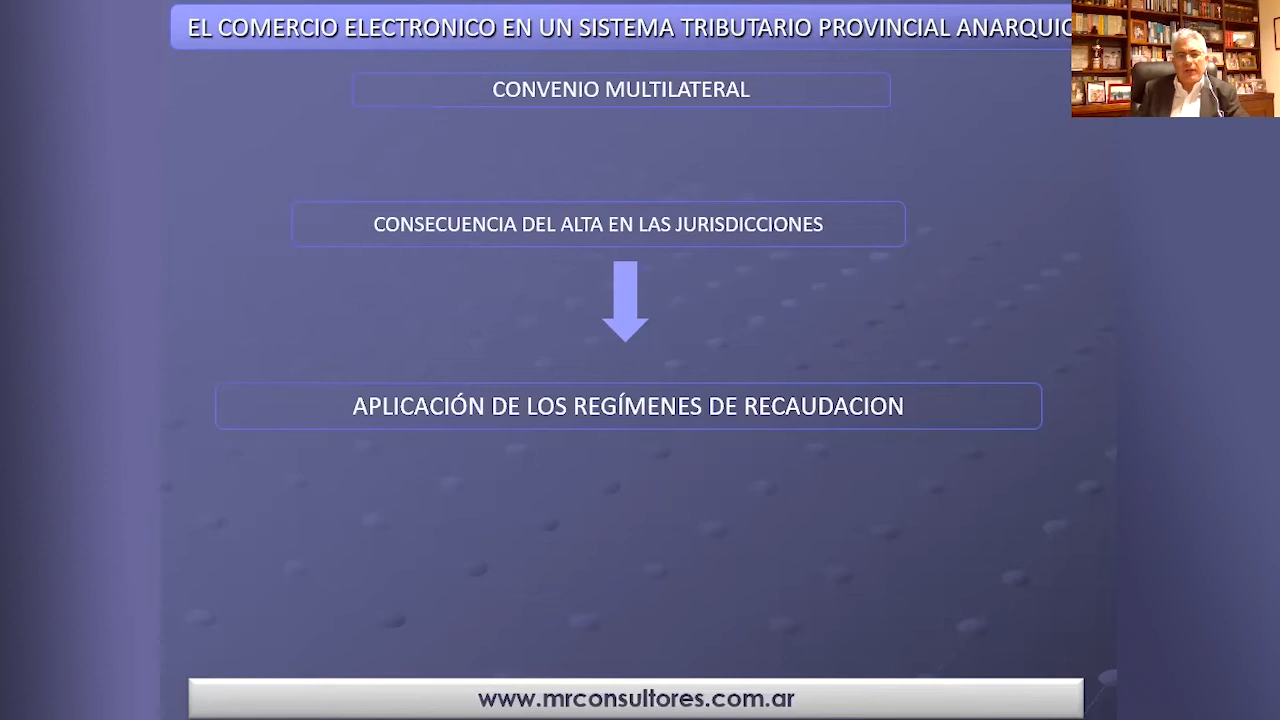 EL COMERCIO ELECTRONICO EN UN SISTEMA TRIBUTARIO PROVINCIAL ANARQUIC
CONVENIO MULTILATERAL
CONSECUENCIA DEL ALTA EN LAS JURISDICCIONES
APLICACIÓN DE LOS REGÍMENES DE RECAUDACION
www.mrconsultores.com.ar